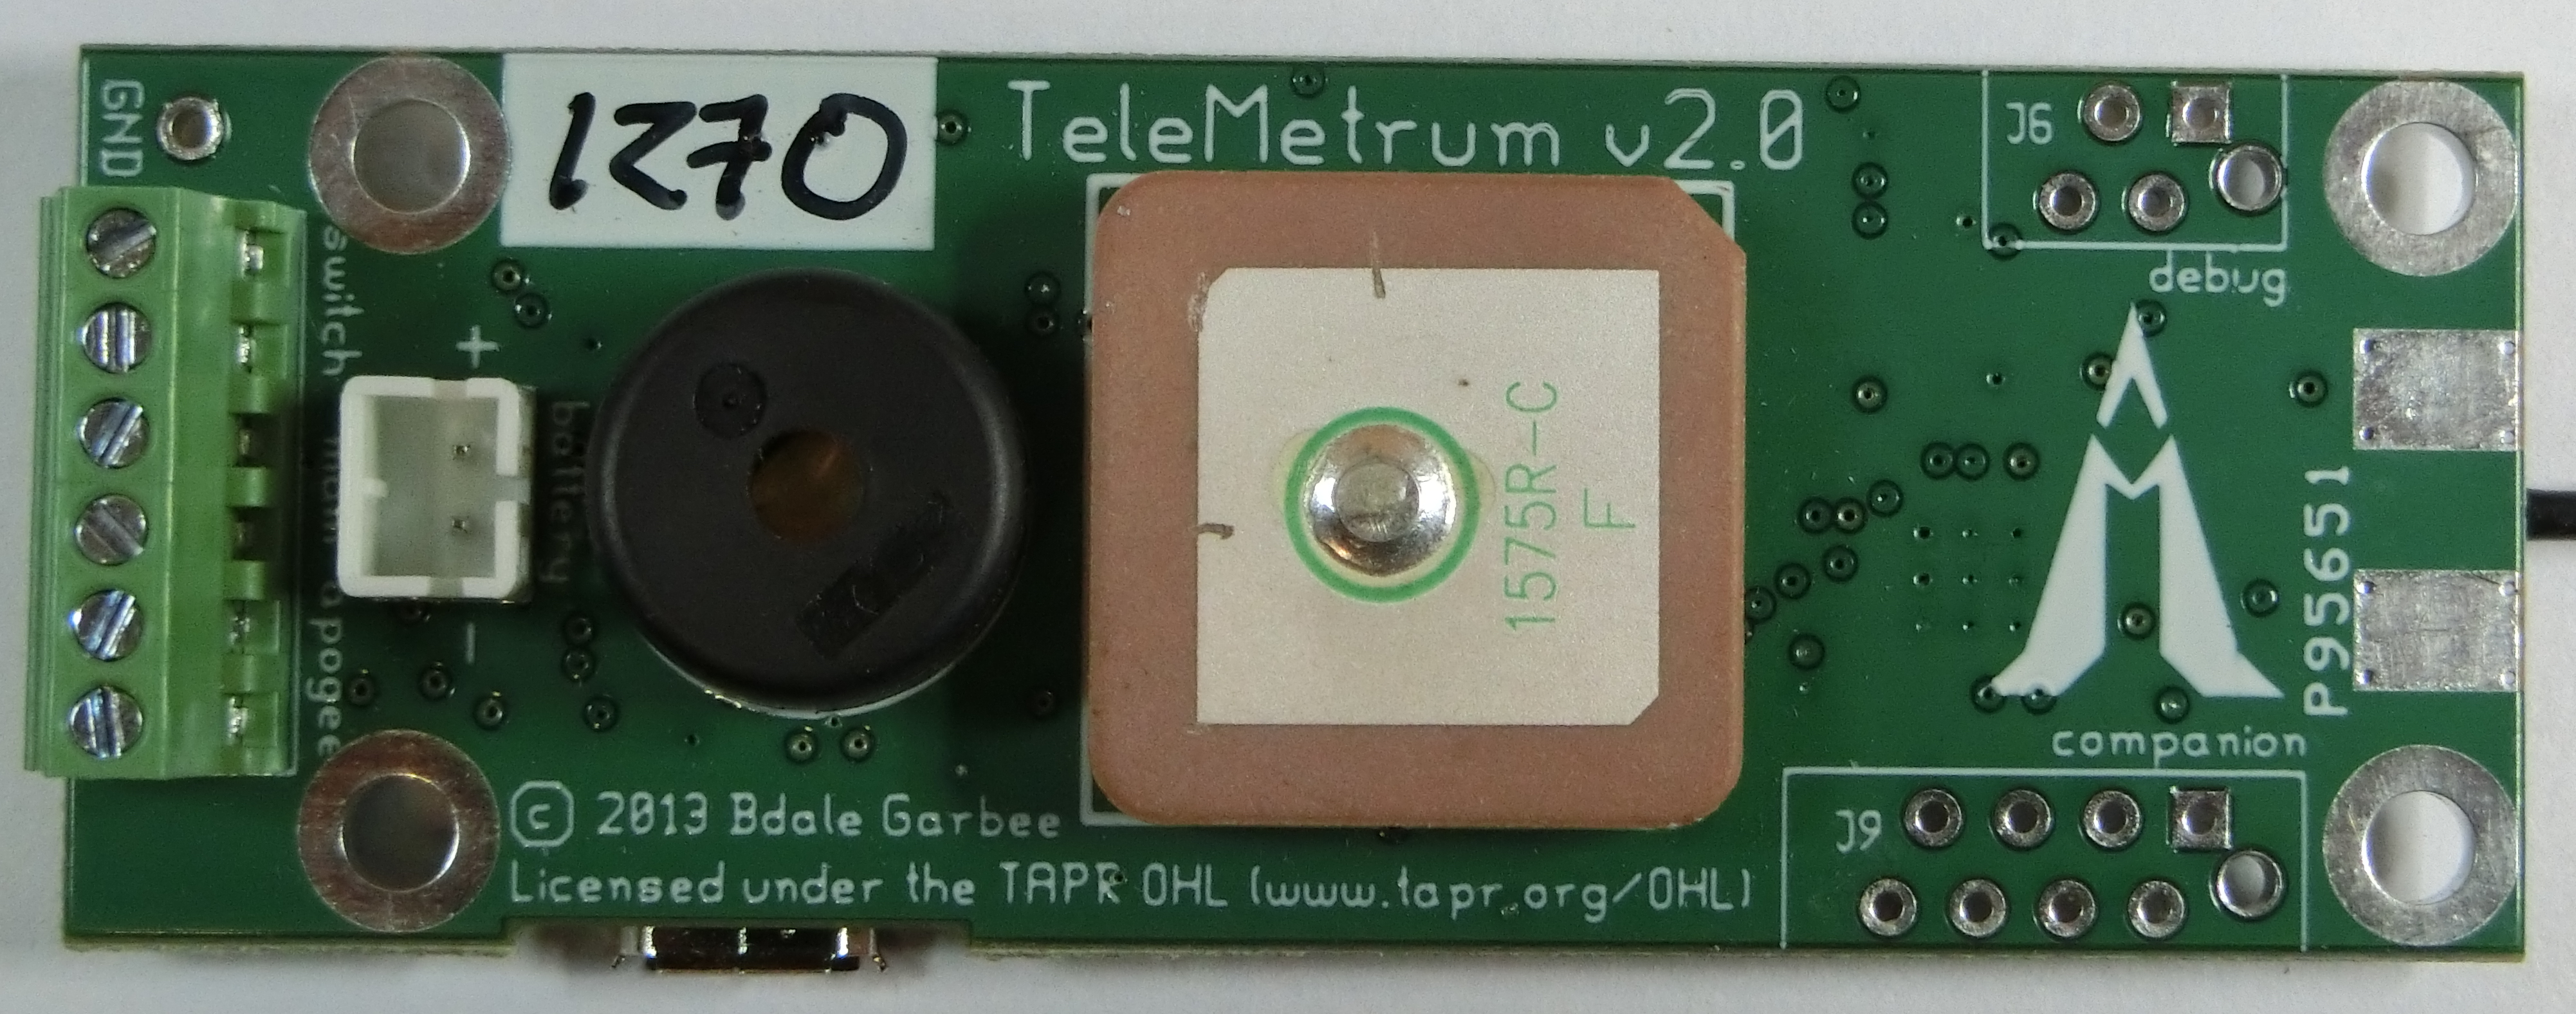 GND
1270
TeleMetrum v2.0
J6
debug
switch main apogee
+
battery
-
1575R-C
F
P95651
companion
J9
© 2013 Bdale Garbee
Licensed under the TAPR OHL (www.tapr.org/OHL)